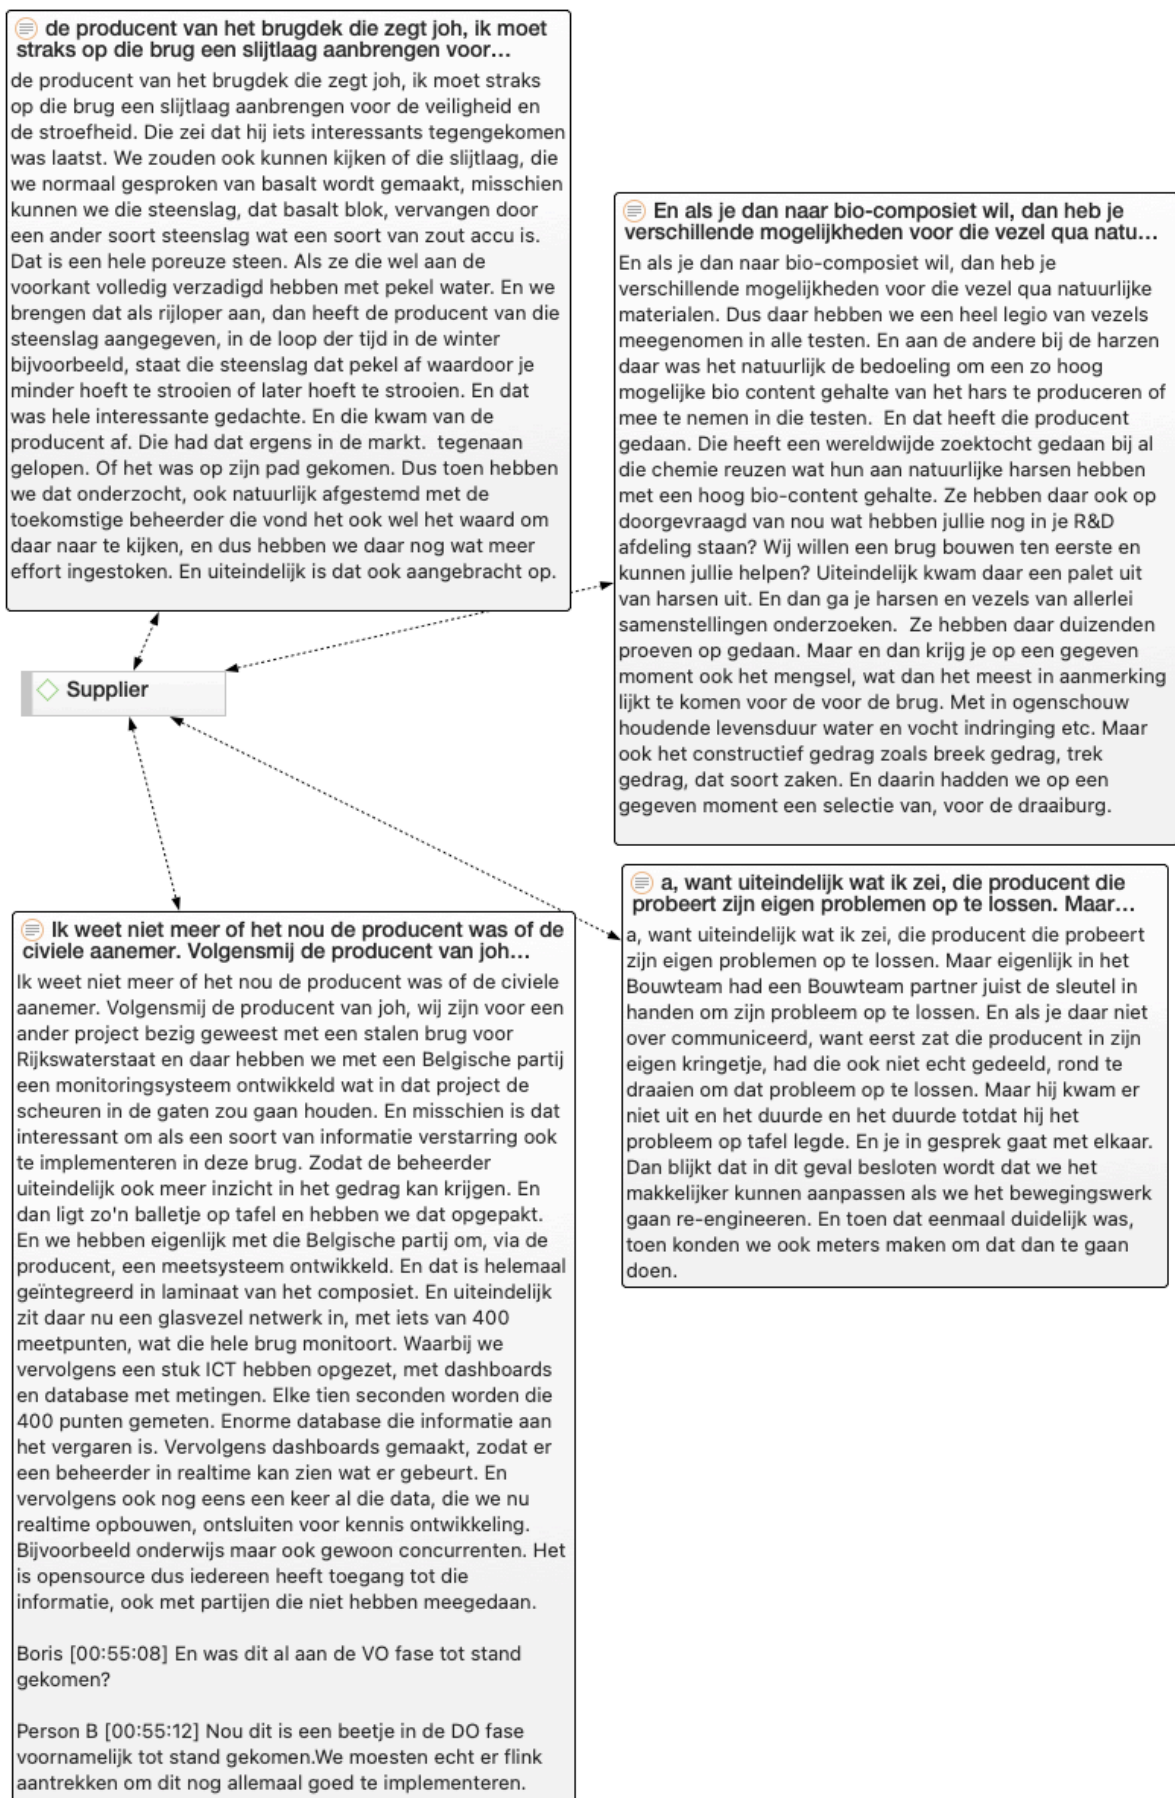 de producent van het brugdek die zegt joh, ik moet
straks op die brug een slijtlaag aanbrengen voor...
de producent van het brugdek die zegt joh, ik moet straks
op die brug een slijtlaag aanbrengen voor de veiligheid en
de stroefheid. Die zei dat hij iets interessants tegengekomen
was laatst. We zouden ook kunnen kijken of die slijtlaag, die
we normaal gesproken van basalt wordt gemaakt, misschien
kunnen we die steenslag, dat basalt blok, vervangen door
een ander soort steenslag wat een soort van zout accu is.
Dat is een hele poreuze steen. Als ze die wel aan de
voorkant volledig verzadigd hebben met pekel water. En we
brengen dat als rijloper aan, dan heeft de producent van die
steenslag aangegeven, in de loop der tijd in de winter
bijvoorbeeld, staat die steenslag dat pekel af waardoor je
minder hoeft te strooien of later hoeft te strooien. En dat
was hele interessante gedachte. En die kwam van de
producent af. Die had dat ergens in de markt.  tegenaan
gelopen. Of het was op zijn pad gekomen. Dus toen hebben
we dat onderzocht, ook natuurlijk afgestemd met de
toekomstige beheerder die vond het ook wel het waard om
daar naar te kijken, en dus hebben we daar nog wat meer
effort ingestoken. En uiteindelijk is dat ook aangebracht op.
En als je dan naar bio-composiet wil, dan heb je
verschillende mogelijkheden voor die vezel qua natu...
En als je dan naar bio-composiet wil, dan heb je
verschillende mogelijkheden voor die vezel qua natuurlijke
materialen. Dus daar hebben we een heel legio van vezels
meegenomen in alle testen. En aan de andere bij de harzen
daar was het natuurlijk de bedoeling om een zo hoog
mogelijke bio content gehalte van het hars te produceren of
mee te nemen in die testen.  En dat heeft die producent
gedaan. Die heeft een wereldwijde zoektocht gedaan bij al
die chemie reuzen wat hun aan natuurlijke harsen hebben
met een hoog bio-content gehalte. Ze hebben daar ook op
doorgevraagd van nou wat hebben jullie nog in je R&D
afdeling staan? Wij willen een brug bouwen ten eerste en
kunnen jullie helpen? Uiteindelijk kwam daar een palet uit
van harsen uit. En dan ga je harsen en vezels van allerlei
samenstellingen onderzoeken.  Ze hebben daar duizenden
proeven op gedaan. Maar en dan krijg je op een gegeven
moment ook het mengsel, wat dan het meest in aanmerking
lijkt te komen voor de voor de brug. Met in ogenschouw
houdende levensduur water en vocht indringing etc. Maar
ook het constructief gedrag zoals breek gedrag, trek
gedrag, dat soort zaken. En daarin hadden we op een
gegeven moment een selectie van, voor de draaiburg.
Supplier
Ik weet niet meer of het nou de producent was of de
civiele aanemer. Volgensmij de producent van joh...
Ik weet niet meer of het nou de producent was of de civiele
aanemer. Volgensmij de producent van joh, wij zijn voor een
ander project bezig geweest met een stalen brug voor
Rijkswaterstaat en daar hebben we met een Belgische partij
een monitoringsysteem ontwikkeld wat in dat project de
scheuren in de gaten zou gaan houden. En misschien is dat
interessant om als een soort van informatie verstarring ook
te implementeren in deze brug. Zodat de beheerder
uiteindelijk ook meer inzicht in het gedrag kan krijgen. En
dan ligt zo'n balletje op tafel en hebben we dat opgepakt.
En we hebben eigenlijk met die Belgische partij om, via de
producent, een meetsysteem ontwikkeld. En dat is helemaal
geïntegreerd in laminaat van het composiet. En uiteindelijk
zit daar nu een glasvezel netwerk in, met iets van 400
meetpunten, wat die hele brug monitoort. Waarbij we
vervolgens een stuk ICT hebben opgezet, met dashboards
en database met metingen. Elke tien seconden worden die
400 punten gemeten. Enorme database die informatie aan
het vergaren is. Vervolgens dashboards gemaakt, zodat er
een beheerder in realtime kan zien wat er gebeurt. En
vervolgens ook nog eens een keer al die data, die we nu
realtime opbouwen, ontsluiten voor kennis ontwikkeling.
Bijvoorbeeld onderwijs maar ook gewoon concurrenten. Het
is opensource dus iedereen heeft toegang tot die
informatie, ook met partijen die niet hebben meegedaan.
Boris [00:55:08] En was dit al aan de VO fase tot stand
gekomen?
Person B [00:55:12] Nou dit is een beetje in de DO fase
voornamelijk tot stand gekomen.We moesten echt er flink
aantrekken om dit nog allemaal goed te implementeren.
a, want uiteindelijk wat ik zei, die producent die
probeert zijn eigen problemen op te lossen. Maar...
a, want uiteindelijk wat ik zei, die producent die probeert
zijn eigen problemen op te lossen. Maar eigenlijk in het
Bouwteam had een Bouwteam partner juist de sleutel in
handen om zijn probleem op te lossen. En als je daar niet
over communiceerd, want eerst zat die producent in zijn
eigen kringetje, had die ook niet echt gedeeld, rond te
draaien om dat probleem op te lossen. Maar hij kwam er
niet uit en het duurde en het duurde totdat hij het
probleem op tafel legde. En je in gesprek gaat met elkaar.
Dan blijkt dat in dit geval besloten wordt dat we het
makkelijker kunnen aanpassen als we het bewegingswerk
gaan re-engineeren. En toen dat eenmaal duidelijk was,
toen konden we ook meters maken om dat dan te gaan
doen.